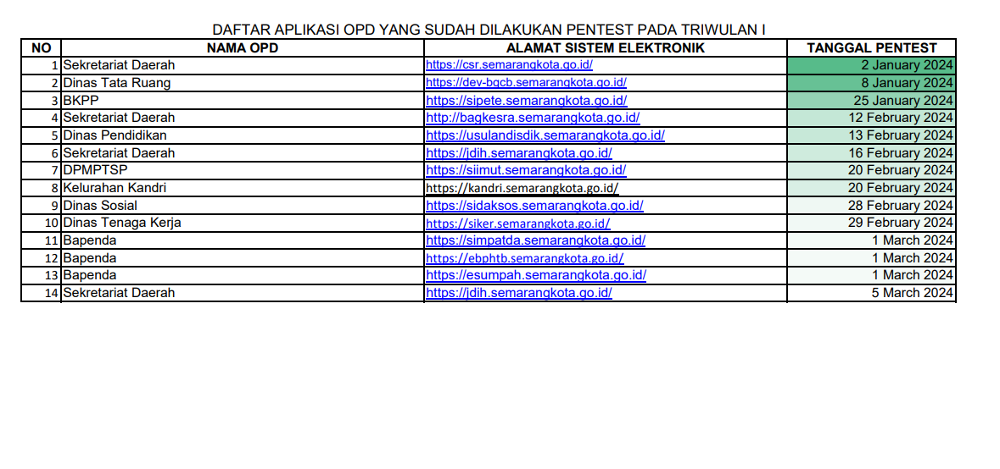 DAFTAR APLIKASI OPD YANG SUDAH DILAKUKAN PENTEST PADA TRIWULAN I
NO NAMA OPD ALAMAT SISTEM ELEKTRONIK TANGGAL PENTEST
1 Sekretariat Daerah https://csr.semarangkota.go.id/ 2 January 2024
2 Dinas Tata Ruang https://dev-bgcb.semarangkota.go.id/ 8 January 2024
3 BKPP https://sipete.semarangkota.go.id/ 25 January 2024
4 Sekretariat Daerah http://bagkesra.semarangkota.go.id/ 12 February 2024
5 Dinas Pendidikan https://usulandisdik.semarangkota.go.id/ 13 February 2024
6 Sekretariat Daerah https://jdih.semarangkota.go.id/ 16 February 2024
7 DPMPTSP https://siimut.semarangkota.go.id/ 20 February 2024
8 Kelurahan Kandri https://kandri.semarangkota.go.id/ 20 February 2024
9 Dinas Sosial https://sidaksos.semarangkota.go.id/ 28 February 2024
10 Dinas Tenaga Kerja https://siker.semarangkota.go.id/ 29 February 2024
11 Bapenda https://simpatda.semarangkota.go.id/ 1 March 2024
12 Bapenda https://ebphtb.semarangkota.go.id/ 1 March 2024
13 Bapenda https://esumpah.semarangkota.go.id/ 1 March 2024
14 Sekretariat Daerah https://jdih.semarangkota.go.id/ 5 March 2024